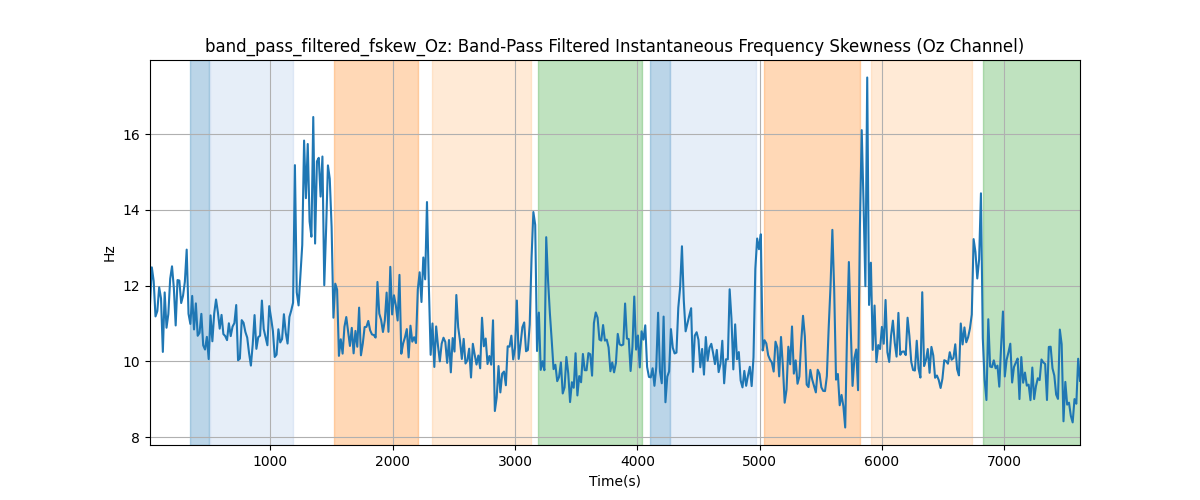 band_pass_filtered_fskew_Oz: Band-Pass Filtered Instantaneous Frequency Skewness (Oz Channel)
16
14
12
10
8
Hz
1000 2000 3000 4000 5000 6000 7000
Time(s)